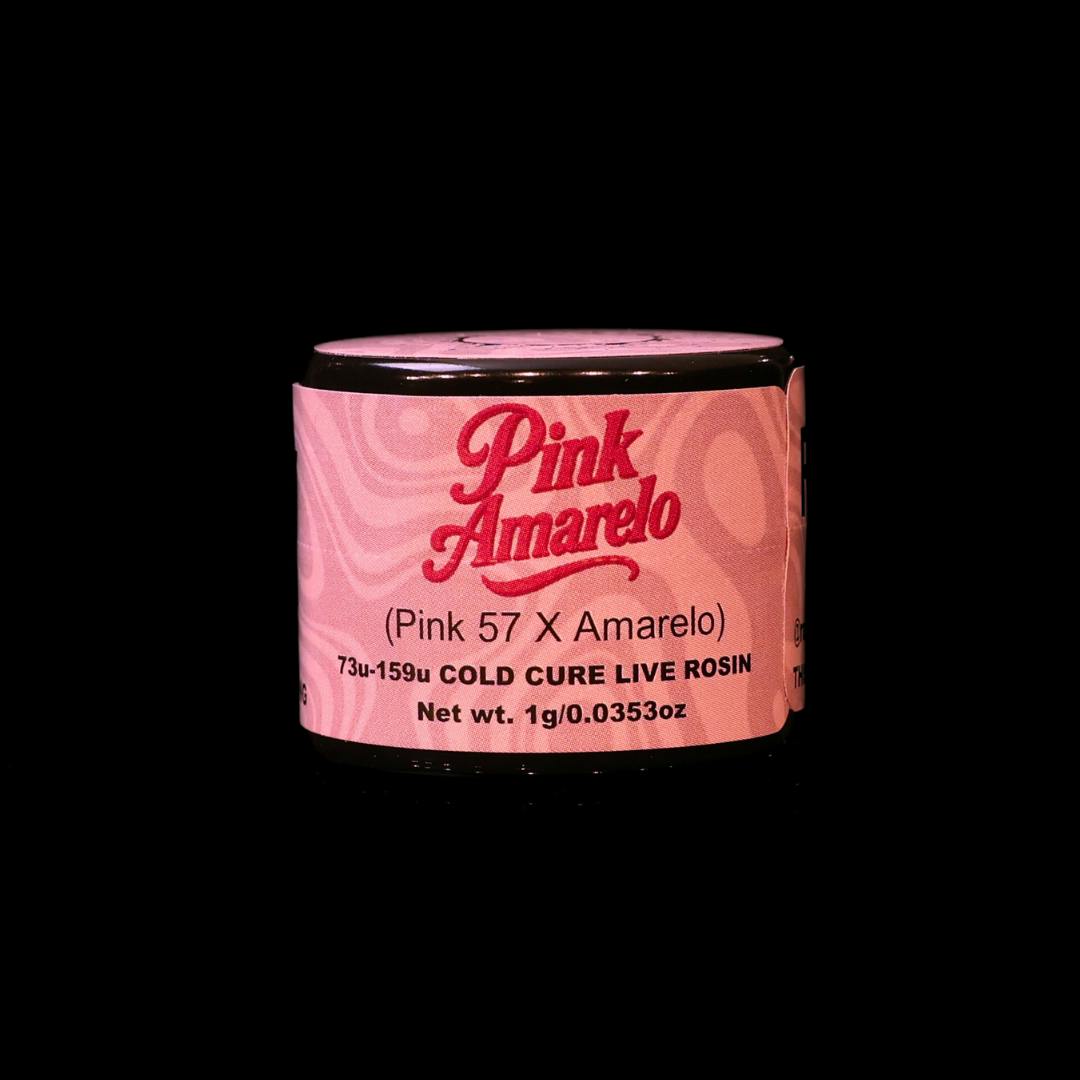 Pink
Amarelo
(Pink 57 X Amarelo)
73u-159u COLD CURE LIVE ROSIN
Net wt. 1g/0.0353oz